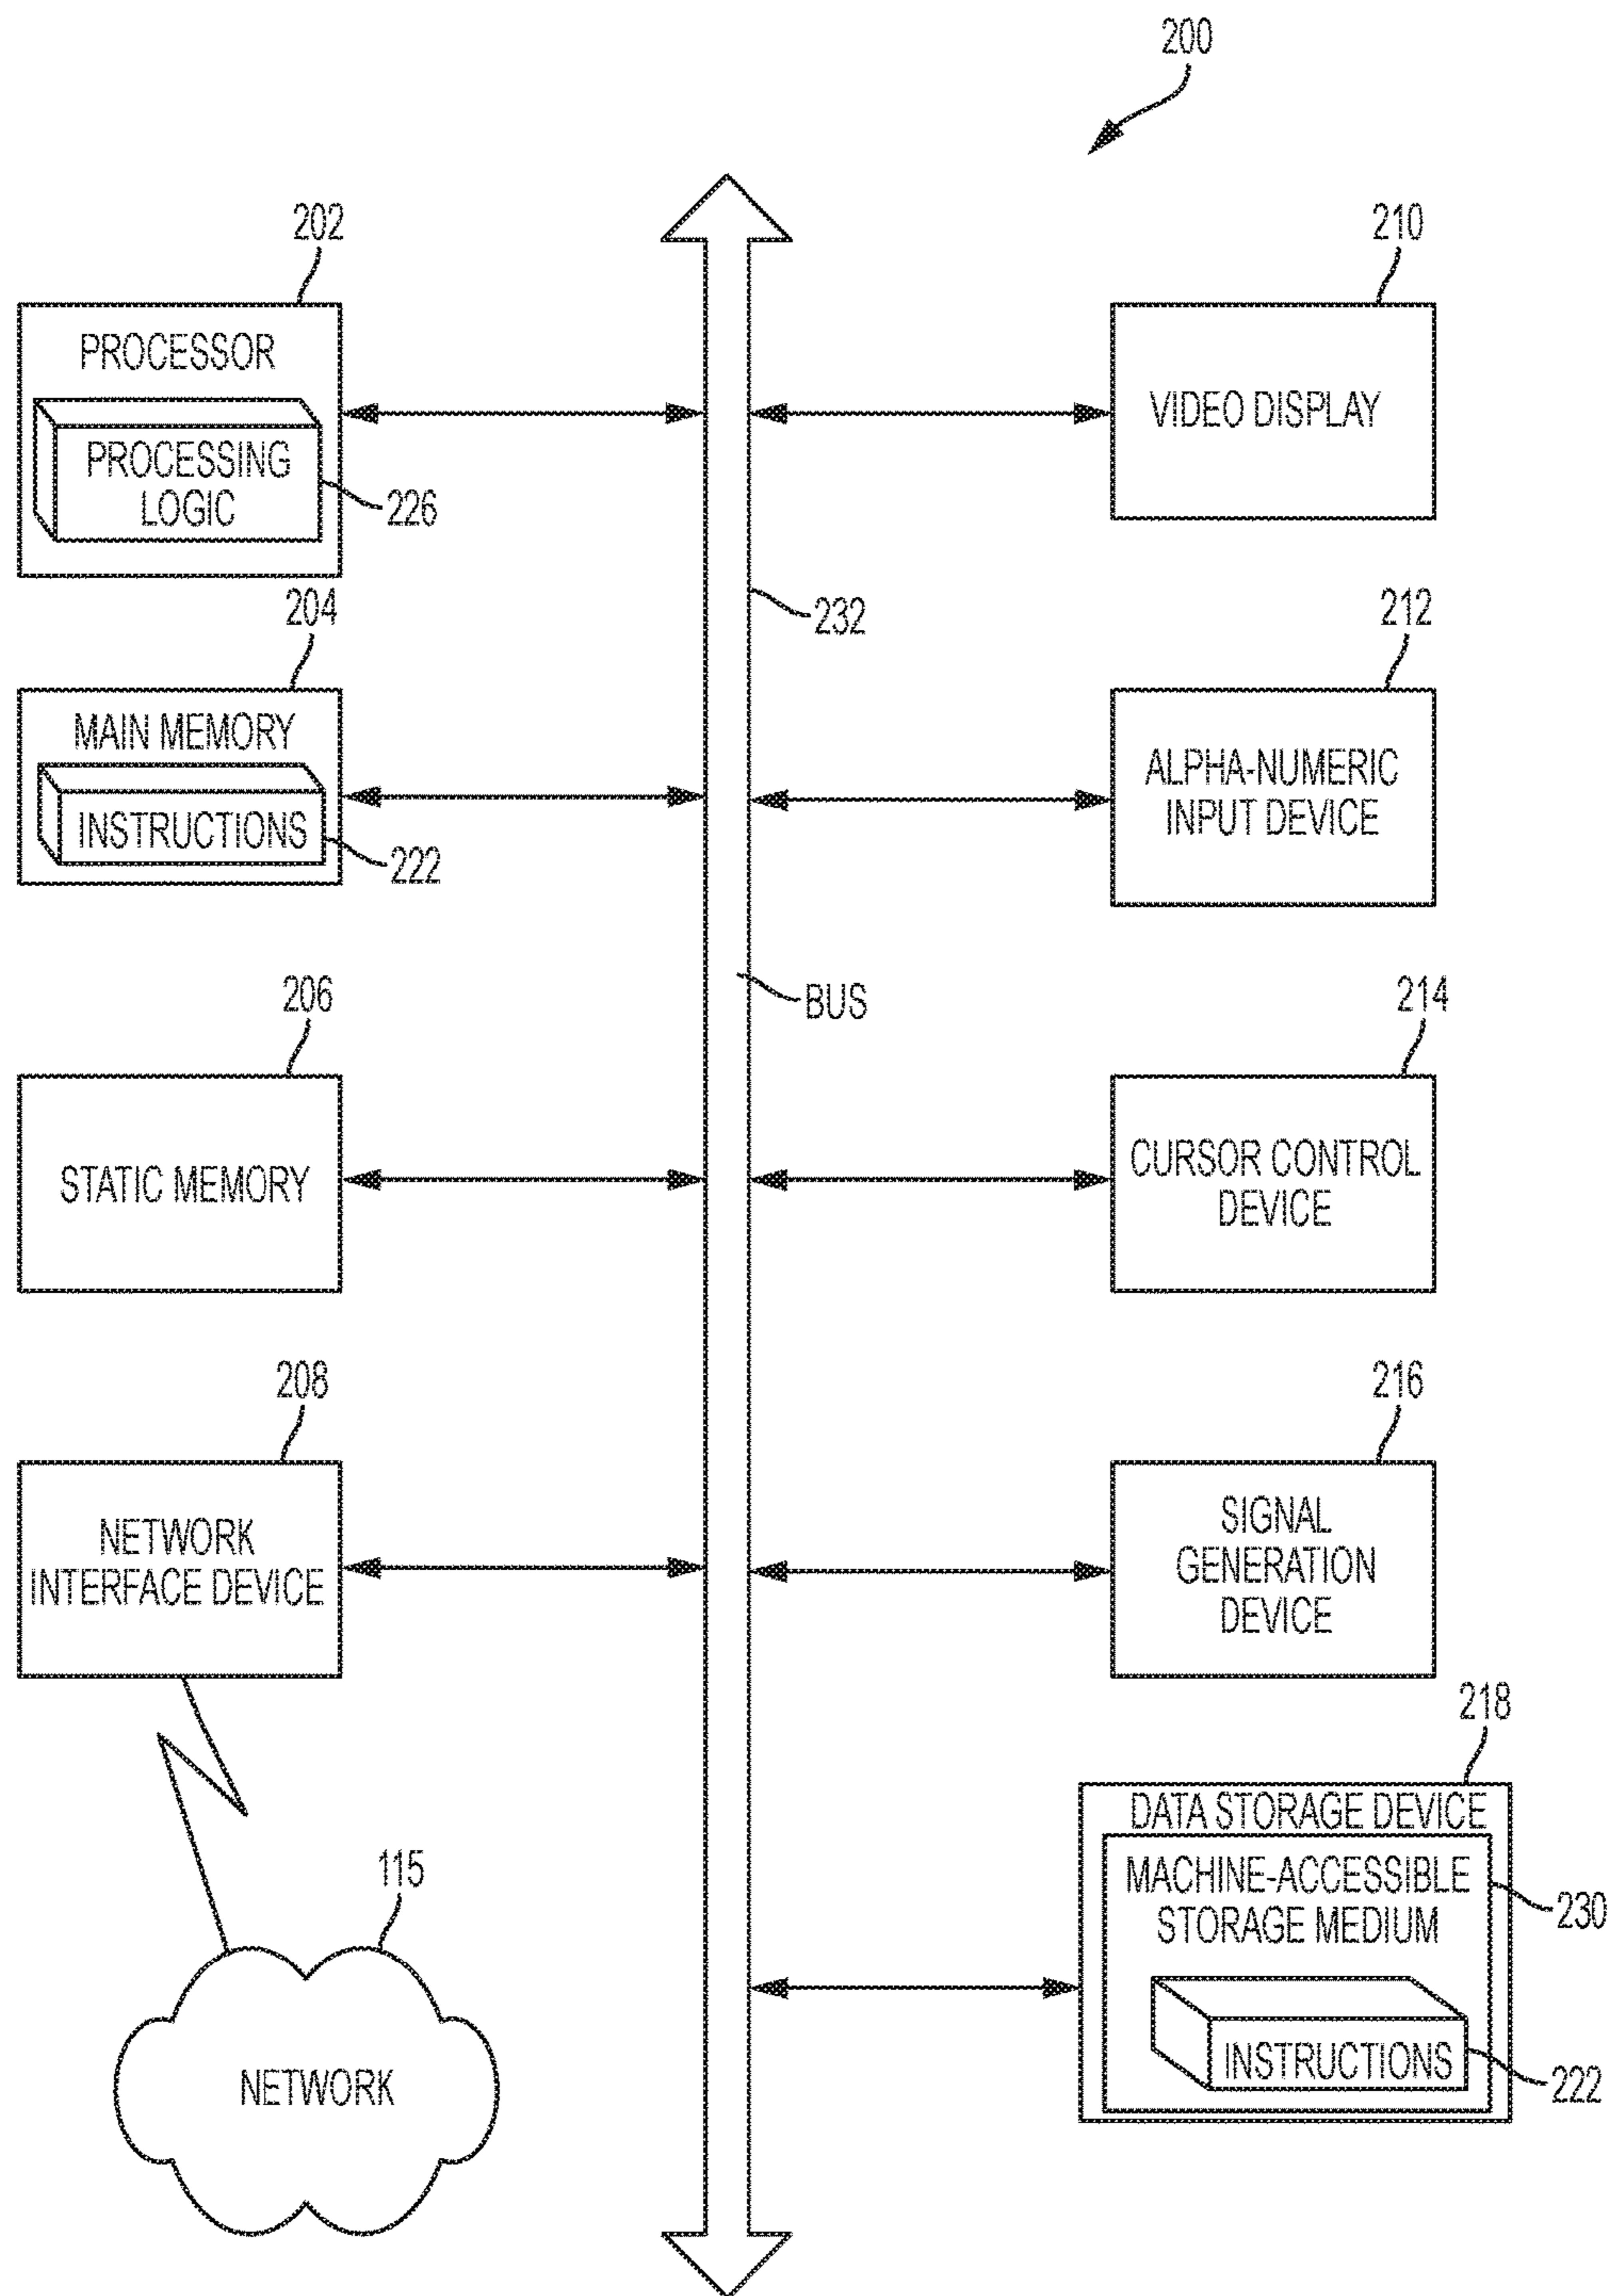 200
202
PROCESSOR
PROCESSING
LOGIC
226
204
MAIN MEMORY
INSTRUCTIONS
222
206
STATIC MEMORY
208
NETWORK
INTERFACE DEVICE
115
NETWORK
232
BUS
210
VIDEO DISPLAY
212
ALPHA-NUMERIC
INPUT DEVICE
214
CURSOR CONTROL
DEVICE
216
SIGNAL
GENERATION
DEVICE
218
DATA STORAGE DEVICE
MACHINE-ACCESSIBLE
STORAGE MEDIUM
230
INSTRUCTIONS
222